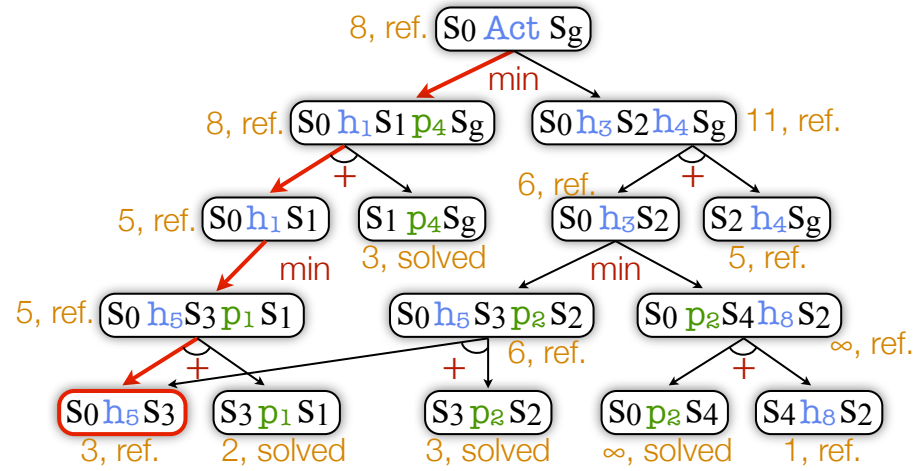 8, ref. S0 Act Sg
min
8, ref. S0 h1 S1 p4 Sg S0 h3 S2 h4 Sg 11, ref.
+ 6, ref. +
5, ref. S0 h1 S1 S1 p4 Sg S0 h3 S2 S2 h4 Sg
min 3, solved min 5, ref.
5, ref. S0 h5 S3 p1 S1 S0 h5 S3 p2 S2 S0 p2 S4 h8 S2
+ + 6, ref. + ∞, ref.
S0 h5 S3 S3 p1 S1 S3 p2 S2 S0 p2 S4 S4 h8 S2
3, ref. 2, solved 3, solved ∞, solved 1, ref.